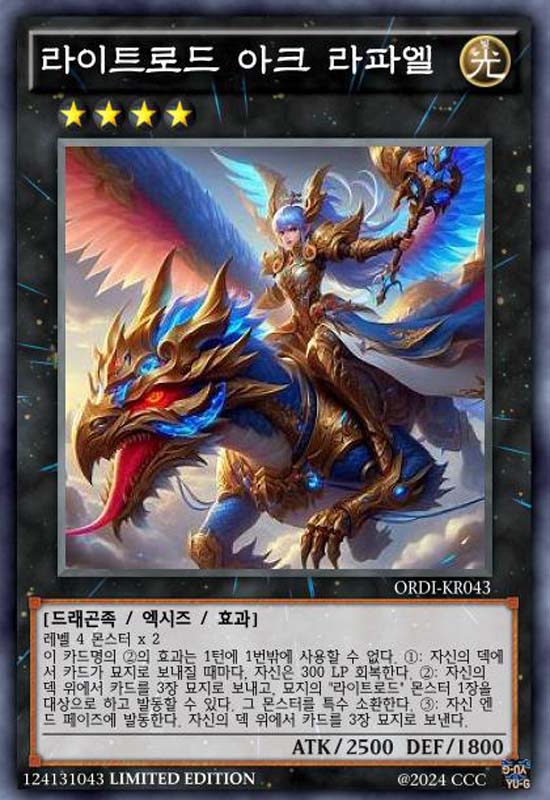 라이트로드 아크 라파엘
빛
光
ORDI-KR043
[드래곤족 / 엑시즈 / 효과]
레벨 4 몬스터 x 2
이 카드명의 ②의 효과는 1턴에 1번밖에 사용할 수 없다. ①: 자신의 덱에
서 카드가 묘지로 보내질 때마다, 자신은 300 LP 회복한다. ②: 자신의
덱 위에서 카드를 3장 묘지로 보내고, 묘지의 "라이트로드" 몬스터 1장을
대상으로 하고 발동할 수 있다. 그 몬스터를 특수 소환한다. ③: 자신 엔
드 페이즈에 발동한다. 자신의 덱 위에서 카드를 3장 묘지로 보낸다.
ATK/2500 DEF/1800
124131043 LIMITED EDITION
©2024 CCC
YU-G
YU-G